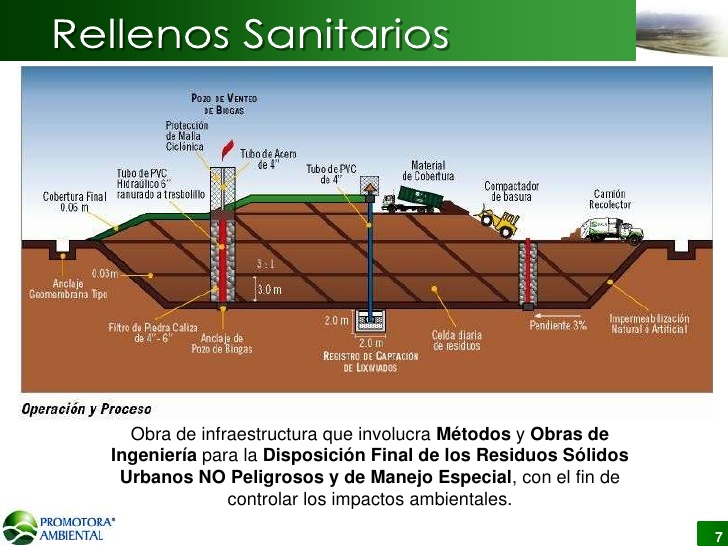 Rellenos Sanitarios
Pozo de Venteo
de Biogas
Protección
de Malla
Ciclónica
Tubo de Acero
de 4"
Tubo de PVC
Hidraúlico 6"
ranurado a tresbolillo
Tubo de PVC
de 4"
Material
de Cobertura
Compactador
de basura
Camión
Recolector
Cobertura Final
0.06 m
Anclaje
Geomembrana Tipo
0.03m
3 : 1
3.0 m
Filtro de Piedra Caliza
de 4"- 6"
Anclaje de
Pozo de Biogas
2.0 m
2.0 m
Registro de Captación
de Lixiviados
Celda diaria
de residuos
Pendiente 3%
Impermeabilización
Natural ó Artificial
Operación y Proceso
Obra de infraestructura que involucra Métodos y Obras de
Ingeniería para la Disposición Final de los Residuos Sólidos
Urbanos NO Peligrosos y de Manejo Especial, con el fin de
controlar los impactos ambientales.
PROMOTORA®
AMBIENTAL
7